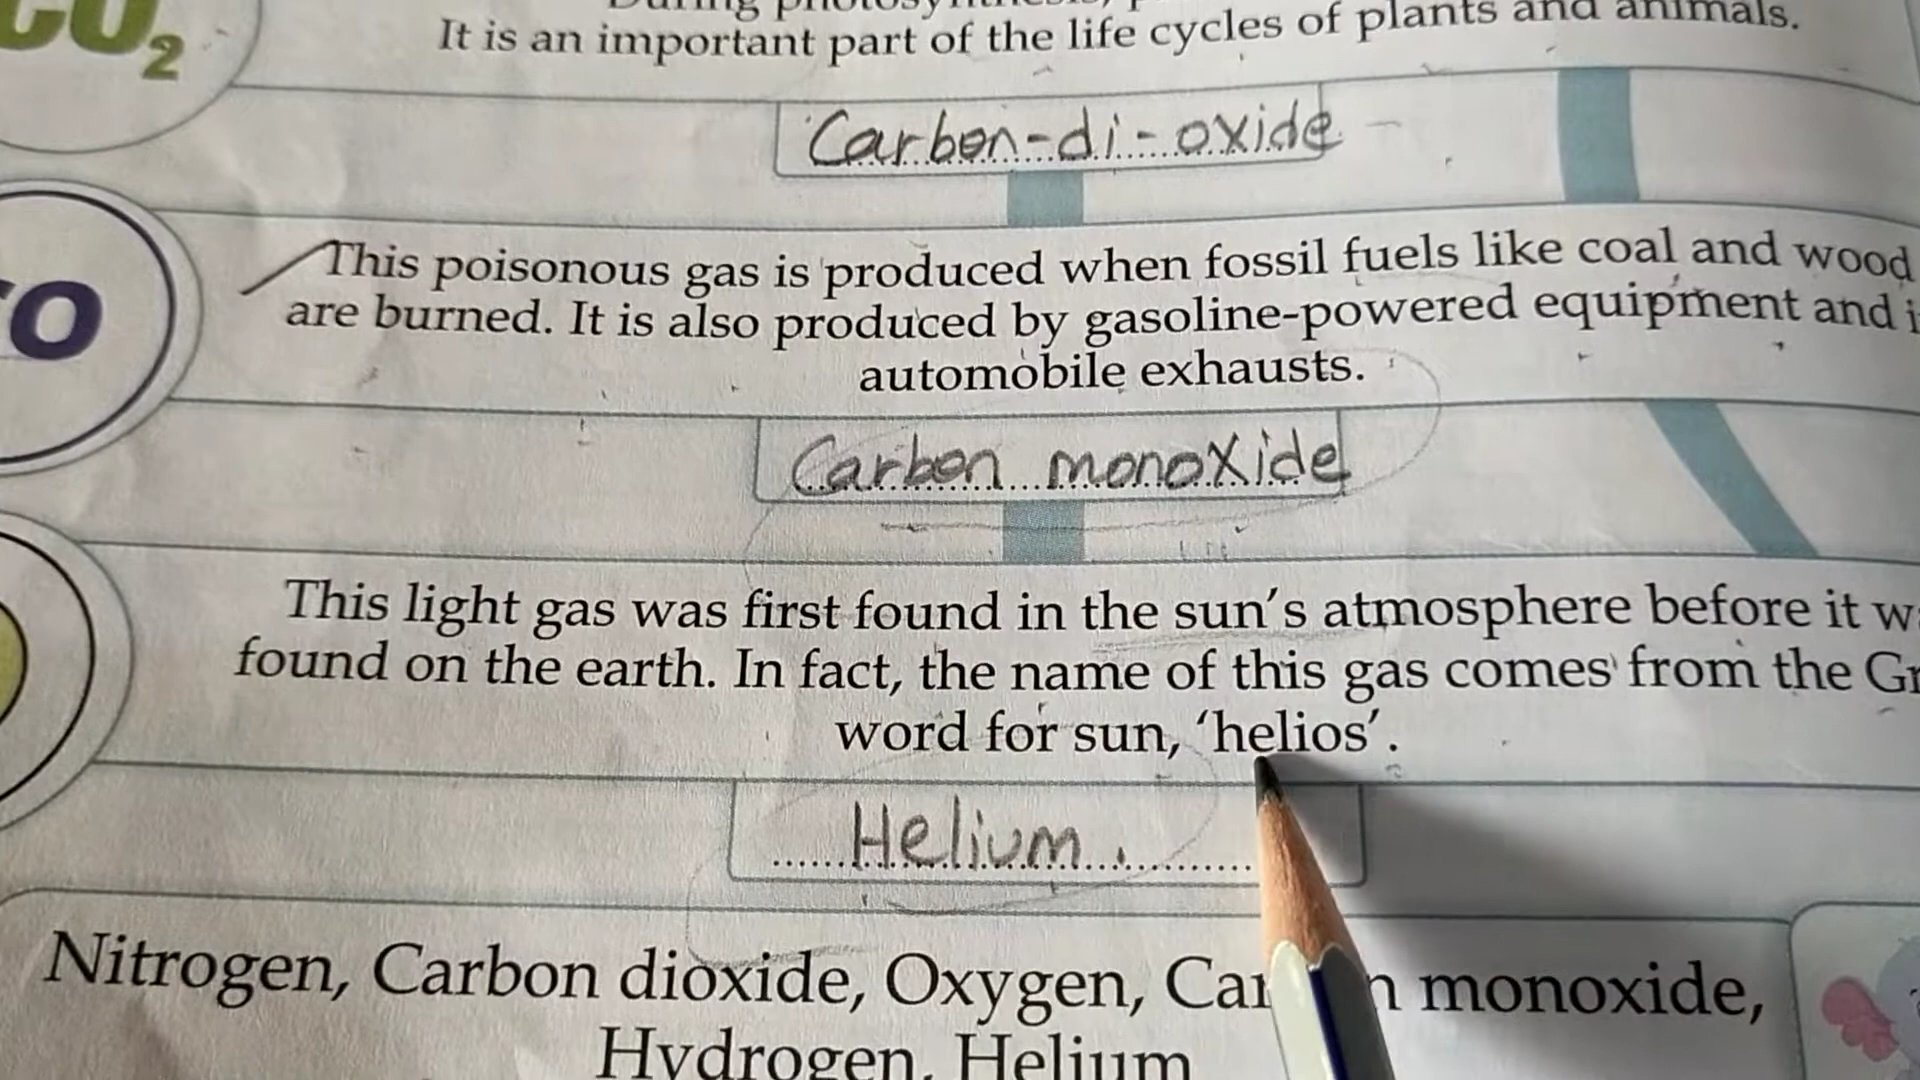 CO2
It is an important part of the life cycles of plants and animals.
Carbon-di-oxide
CO
This poisonous gas is produced when fossil fuels like coal and wood
are burned. It is also produced by gasoline-powered equipment and
automobile exhausts.
Carbon monoxide
This light gas was first found in the sun's atmosphere before it
found on the earth. In fact, the name of this gas comes from the
word for sun, 'helios'.
Helium
Nitrogen, Carbon dioxide, Oxygen, monoxide,
Hydrogen, Helium